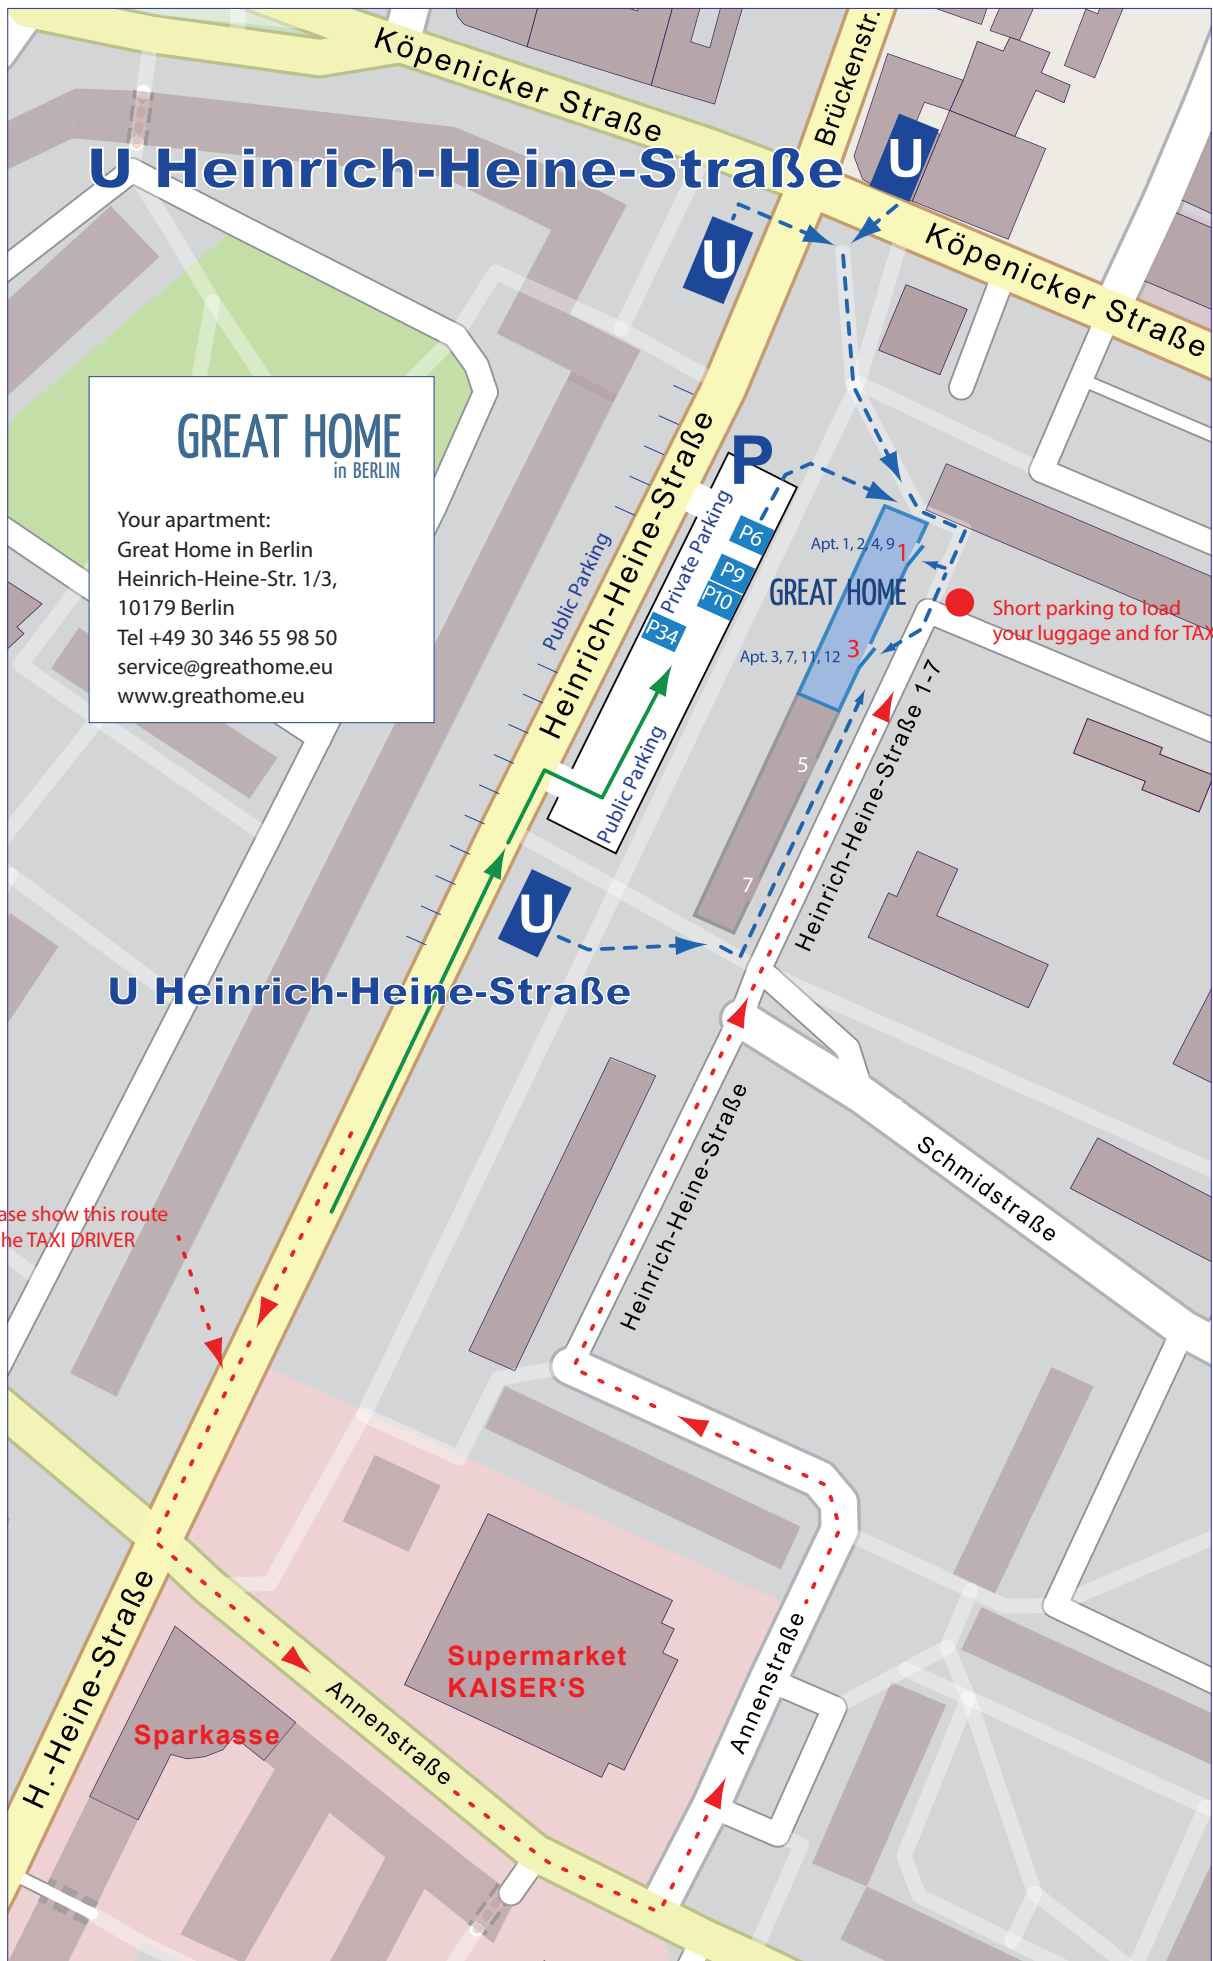 Köpenicker Straße
Brückenstr.
U
U Heinrich-Heine-Straße
U
Köpenicker Straße
GREAT HOME
in BERLIN
Your apartment:
Great Home in Berlin
Heinrich-Heine-Str. 1/3,
10179 Berlin
Tel +49 30 346 55 98 50
service@greathome.eu
www.greathome.eu
Heinrich-Heine-Straße
P
Private Parking
Public Parking
P6
P9
P10
P34
Apt. 1, 2, 4, 9
1
GREAT HOME
Apt. 3, 7, 11, 12
3
Short parking to load
your luggage and for TAX
Public Parking
5
7
Heinrich-Heine-Straße 1-7
U
U Heinrich-Heine-Straße
Heinrich-Heine-Straße
Schmidstraße
ase show this route
he TAXI DRIVER
H.-Heine-Straße
Supermarket
KAISER‘S
Sparkasse
Annenstraße
Annenstraße